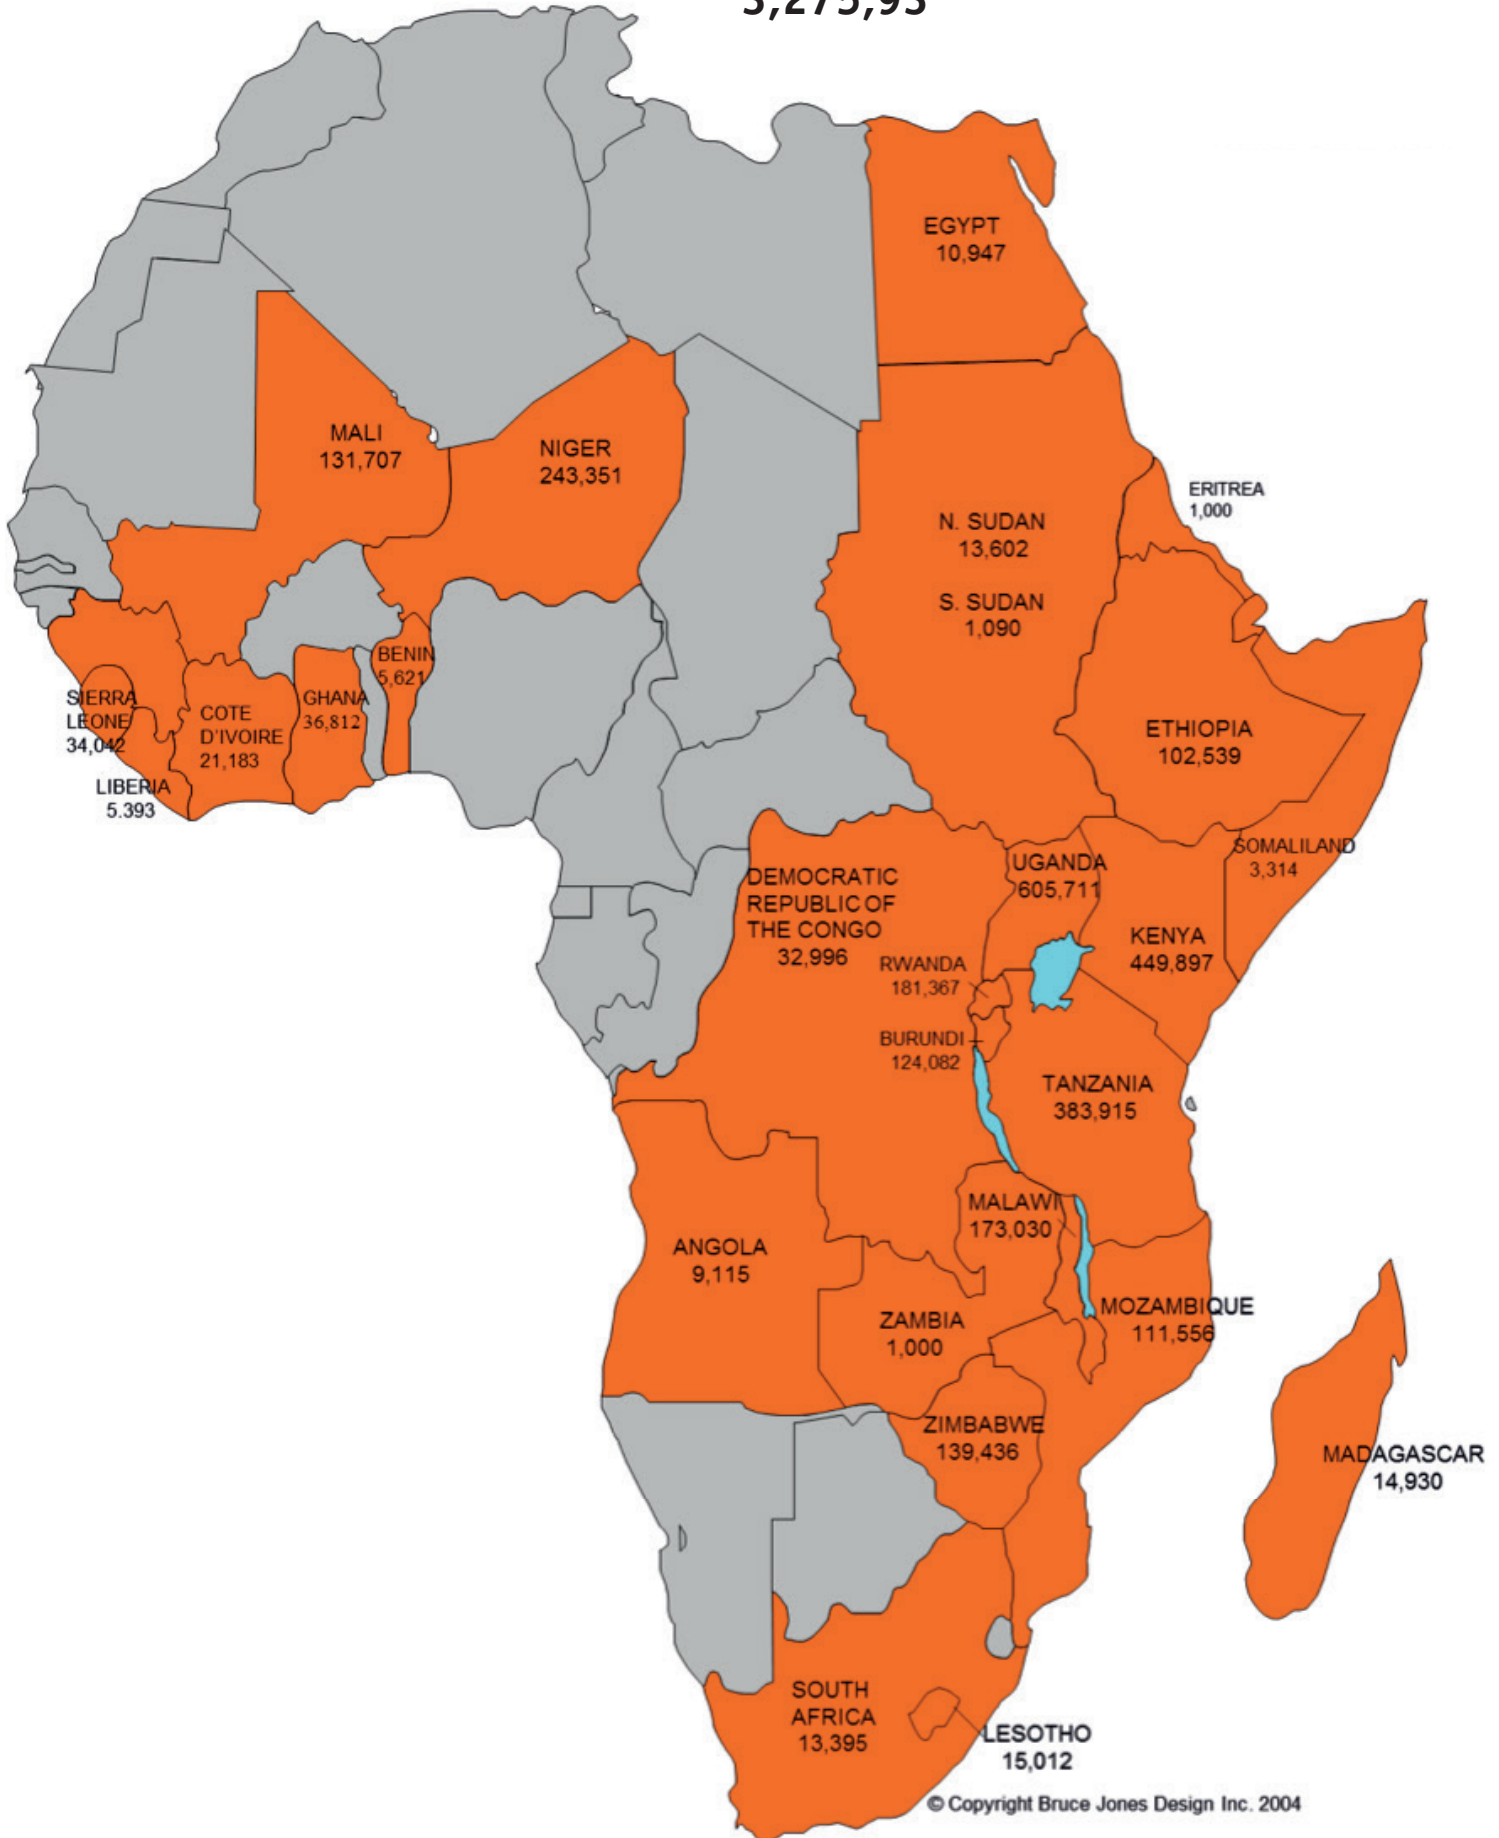 3,275,93
EGYPT
10,947
MALI
131,707
NIGER
243,351
ERITREA
1,000
N. SUDAN
13,602
S. SUDAN
1,090
BENIN
5,621
SIERRA
LEONE
34,042
COTE
D'IVOIRE
21,183
GHANA
36,812
LIBERIA
5.393
ETHIOPIA
102,539
SOMALILAND
3,314
UGANDA
605,711
DEMOCRATIC
REPUBLIC OF
THE CONGO
32,996
KENYA
449,897
RWANDA
181,367
BURUNDI
124,082
TANZANIA
383,915
MALAWI
173,030
ANGOLA
9,115
ZAMBIA
1,000
MOZAMBIQUE
111,556
ZIMBABWE
139,436
MADAGASCAR
14,930
SOUTH
AFRICA
13,395
LESOTHO
15,012
© Copyright Bruce Jones Design Inc. 2004